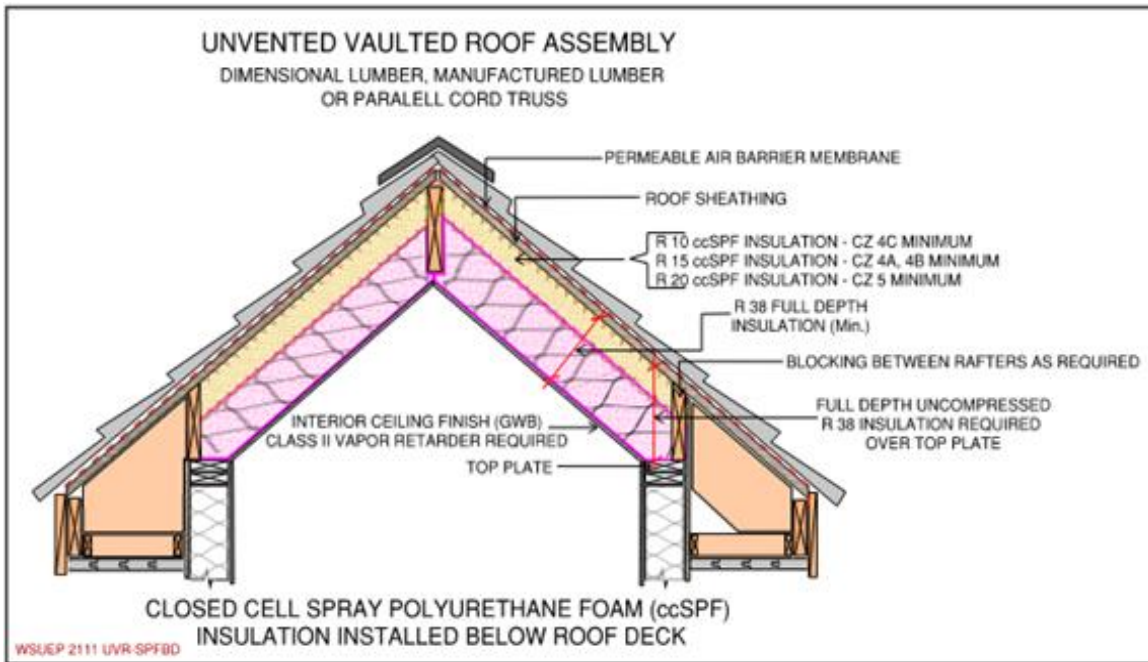 UNVENTED VAULTED ROOF ASSEMBLY
DIMENSIONAL LUMBER, MANUFACTURED LUMBER
OR PARALELL CORD TRUSS
PERMEABLE AIR BARRIER MEMBRANE
ROOF SHEATHING
R 10 ccSPF INSULATION - CZ 4C MINIMUM
R 15 ccSPF INSULATION - CZ 4A, 4B MINIMUM
R 20 ccSPF INSULATION - CZ 5 MINIMUM
R 38 FULL DEPTH
INSULATION (Min.)
BLOCKING BETWEEN RAFTERS AS REQUIRED
FULL DEPTH UNCOMPRESSED
R 38 INSULATION REQUIRED
OVER TOP PLATE
INTERIOR CEILING FINISH (GWB)
CLASS II VAPOR RETARDER REQUIRED
TOP PLATE
CLOSED CELL SPRAY POLYURETHANE FOAM (ccSPF)
INSULATION INSTALLED BELOW ROOF DECK
WSUEP 2111 UVR-SPFBD